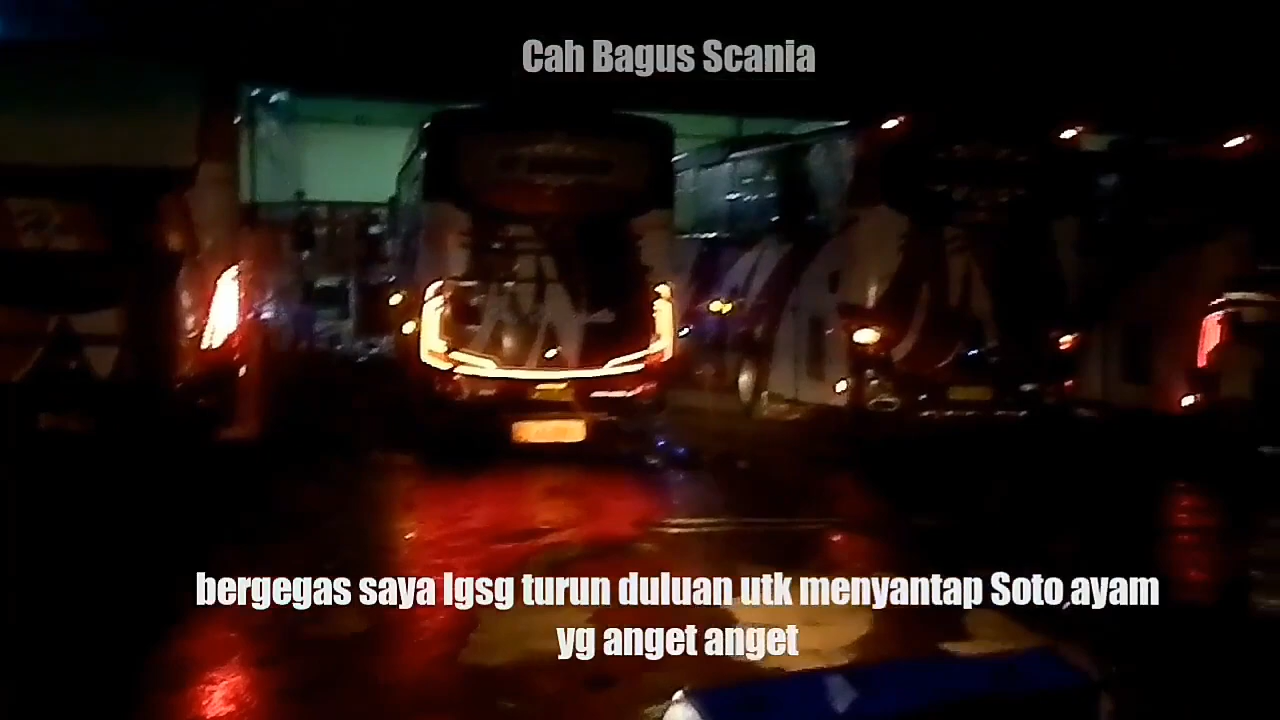 Cah Bagus Scania
bergegas saya lgsg turun duluan utk menyantap Soto ayam
yg anget anget